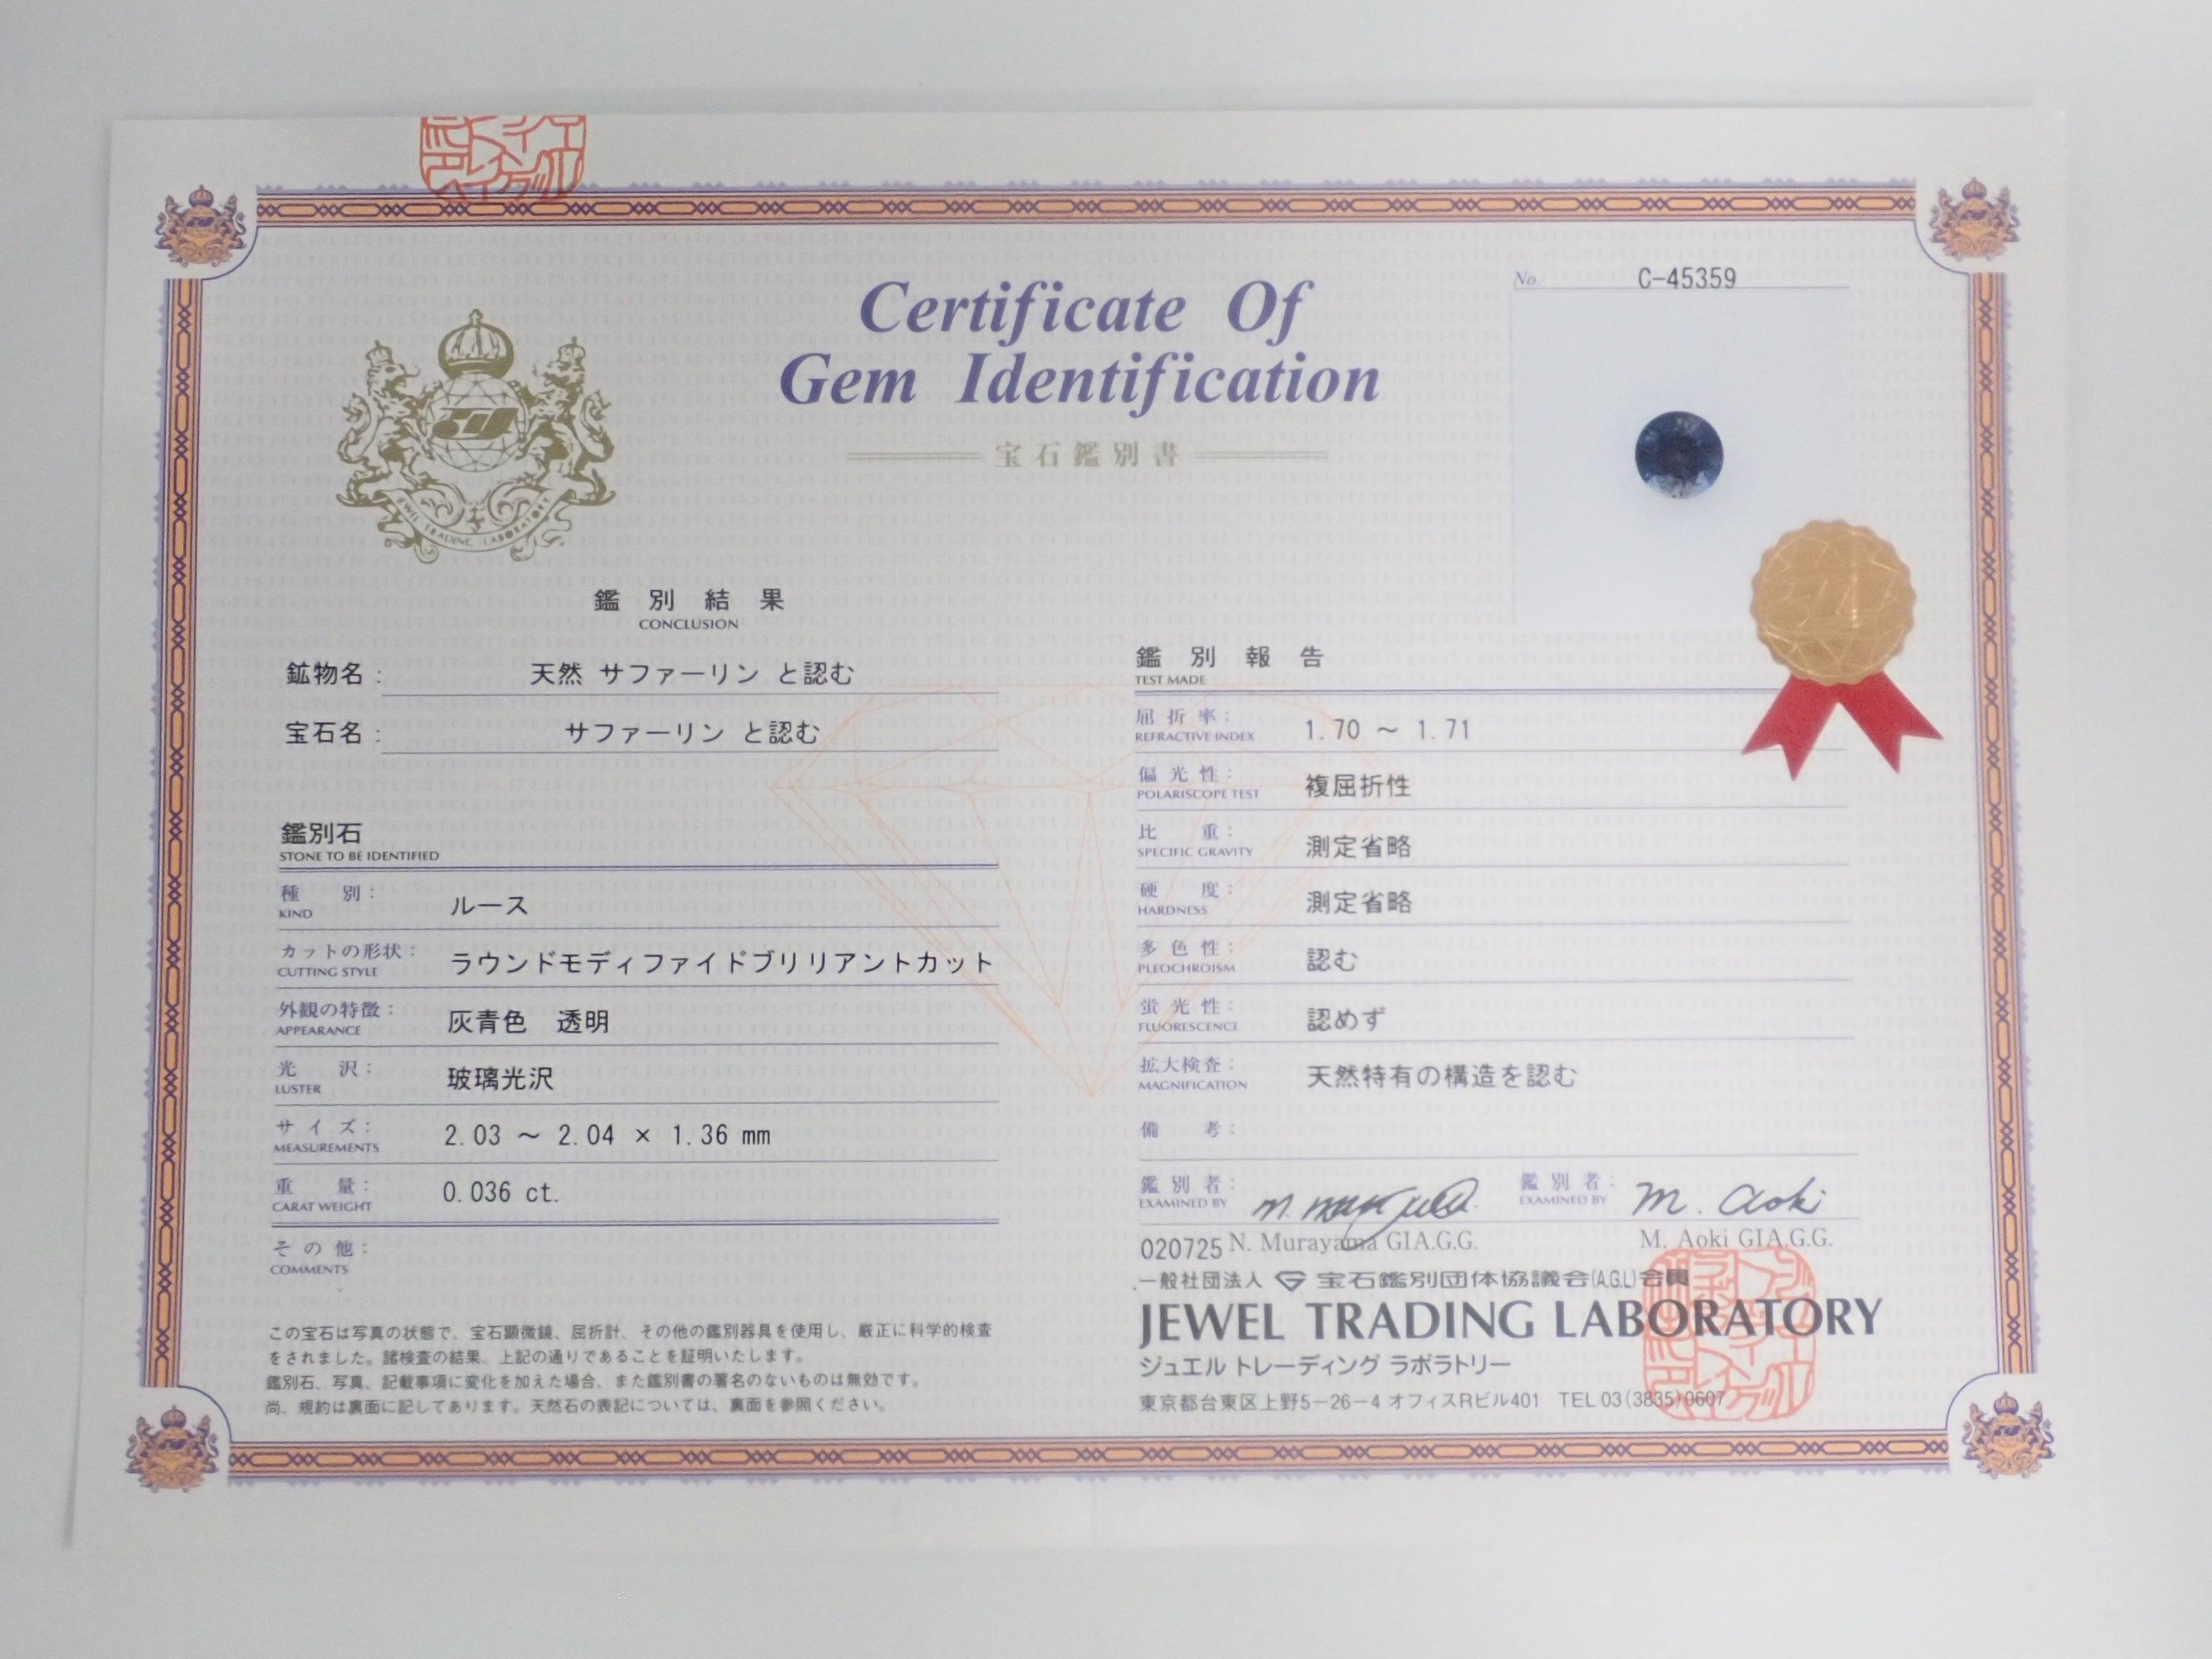 No. C-45359
Certificate Of
Gem Identification
宝石鑑別書
JEWEL TRADING LABORATORY
鑑別結果
CONCLUSION
鉱物名: 天然 サファーリン と認む
宝石名: サファーリン と認む
鑑別石
STONE TO BE IDENTIFIED
種別: ルース
KIND
カットの形状: ラウンドモディファイドブリリアントカット
CUTTING STYLE
外観の特徴: 灰青色 透明
APPEARANCE
光沢: 玻璃光沢
LUSTER
サイズ: 2.03 ～ 2.04 × 1.36 mm
MEASUREMENTS
重量: 0.036 ct.
CARAT WEIGHT
その他:
COMMENTS
この宝石は写真の状態で、宝石顕微鏡、屈折計、その他の鑑別器具を使用し、厳正に科学的検査
をされました。諸検査の結果、上記の通りであることを証明いたします。
鑑別石、写真、記載事項に変化を加えた場合、また鑑別書の署名のないものは無効です。
尚、規約は裏面に記してあります。天然石の表記については、裏面を参照ください。
鑑別報告
TEST MADE
屈折率: 1.70 ～ 1.71
REFRACTIVE INDEX
偏光性: 複屈折性
POLARISCOPE TEST
比重: 測定省略
SPECIFIC GRAVITY
硬度: 測定省略
HARDNESS
多色性: 認む
PLEOCHROISM
蛍光性: 認めず
FLUORESCENCE
拡大検査: 天然特有の構造を認む
MAGNIFICATION
備考:
鑑別者: 鑑別者: M. Aoki
EXAMINED BY EXAMINED BY
020725 N. Murayama GIA.G.G. M. Aoki GIA.G.G.
一般社団法人 宝石鑑別団体協議会(A.G.L)会員
JEWEL TRADING LABORATORY
ジュエル トレーディング ラボラトリー
東京都台東区上野5−26−4 オフィスRビル401 TEL 03(3835)0607